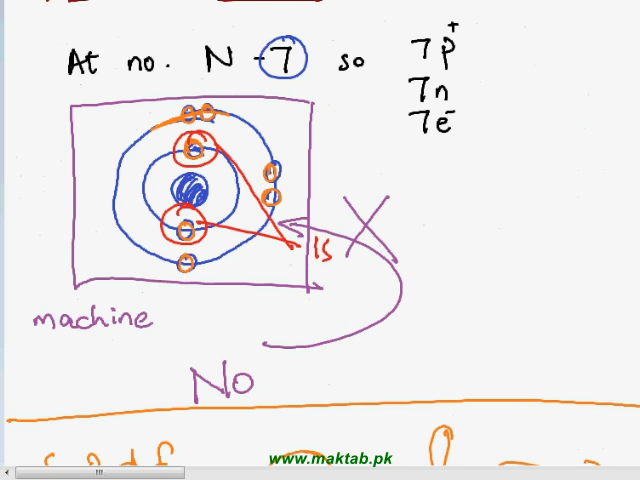 At no. N - 7 so 7p+
7n
7e-
1s
machine
No
www.maktab.pk